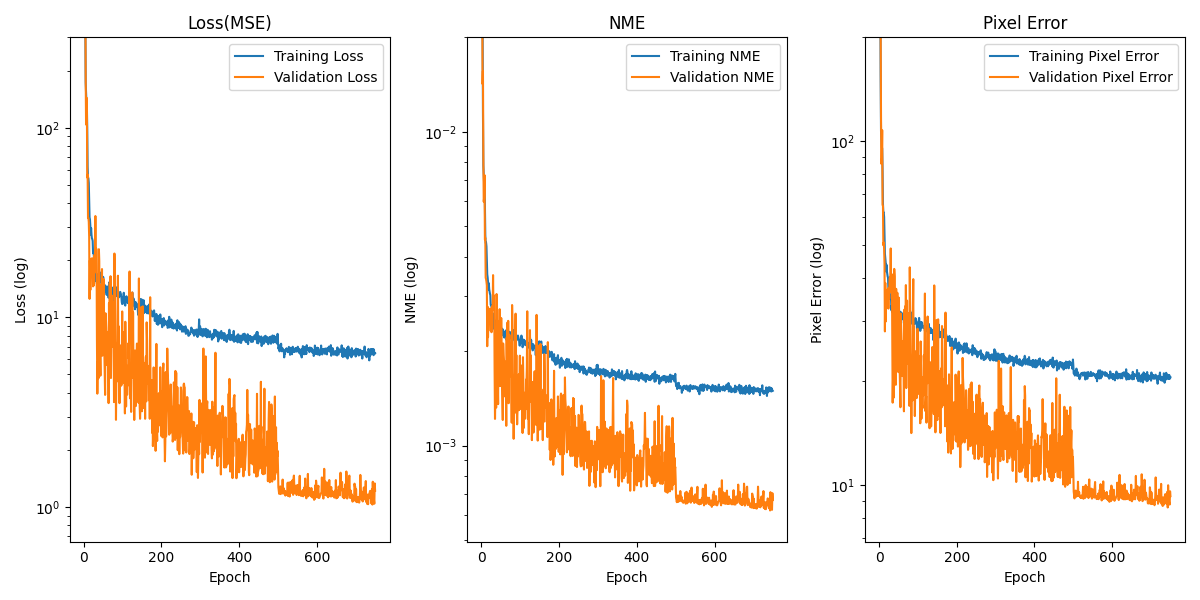 Loss(MSE)
Training Loss
Validation Loss
10²
10¹
10⁰
Loss (log)
0 200 400 600
Epoch
NME
Training NME
Validation NME
10⁻²
10⁻³
NME (log)
0 200 400 600
Epoch
Pixel Error
Training Pixel Error
Validation Pixel Error
10²
10¹
Pixel Error (log)
0 200 400 600
Epoch